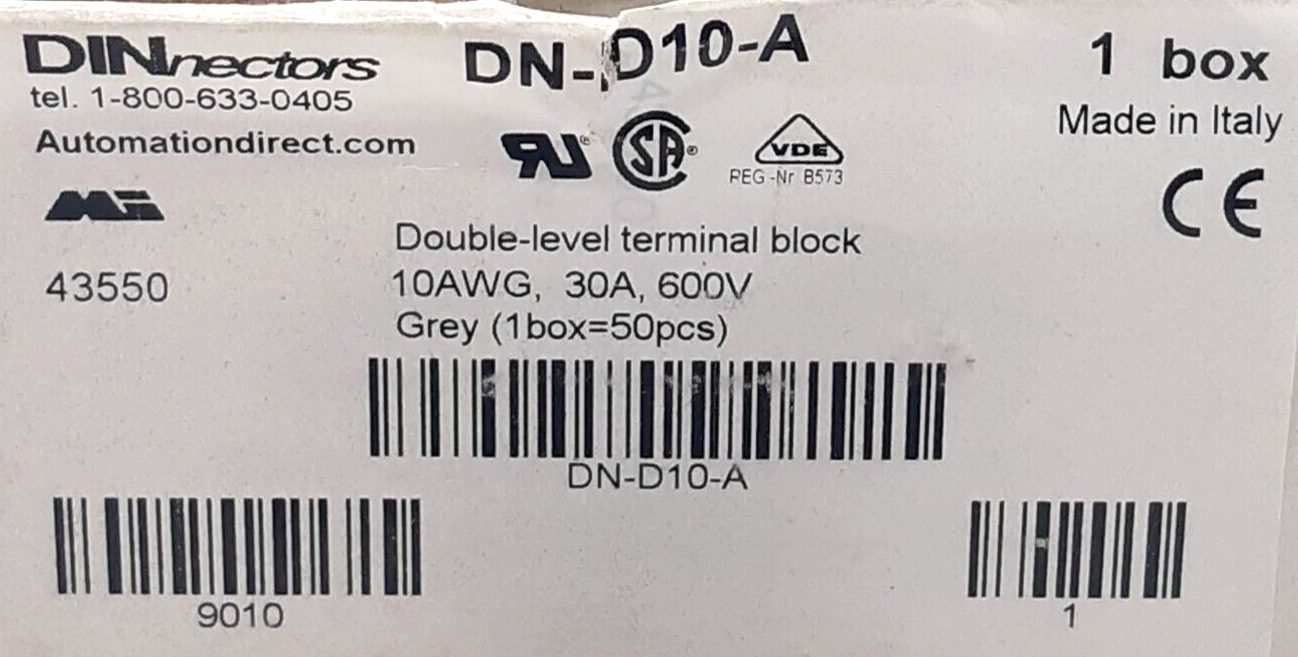 DINnectors
tel. 1-800-633-0405
Automationdirect.com
DN-D10-A
1 box
Made in Italy
SA
VDE
REG-Nr B573
CE
43550
Double-level terminal block
10AWG, 30A, 600V
Grey (1box=50pcs)
DN-D10-A
9010
1